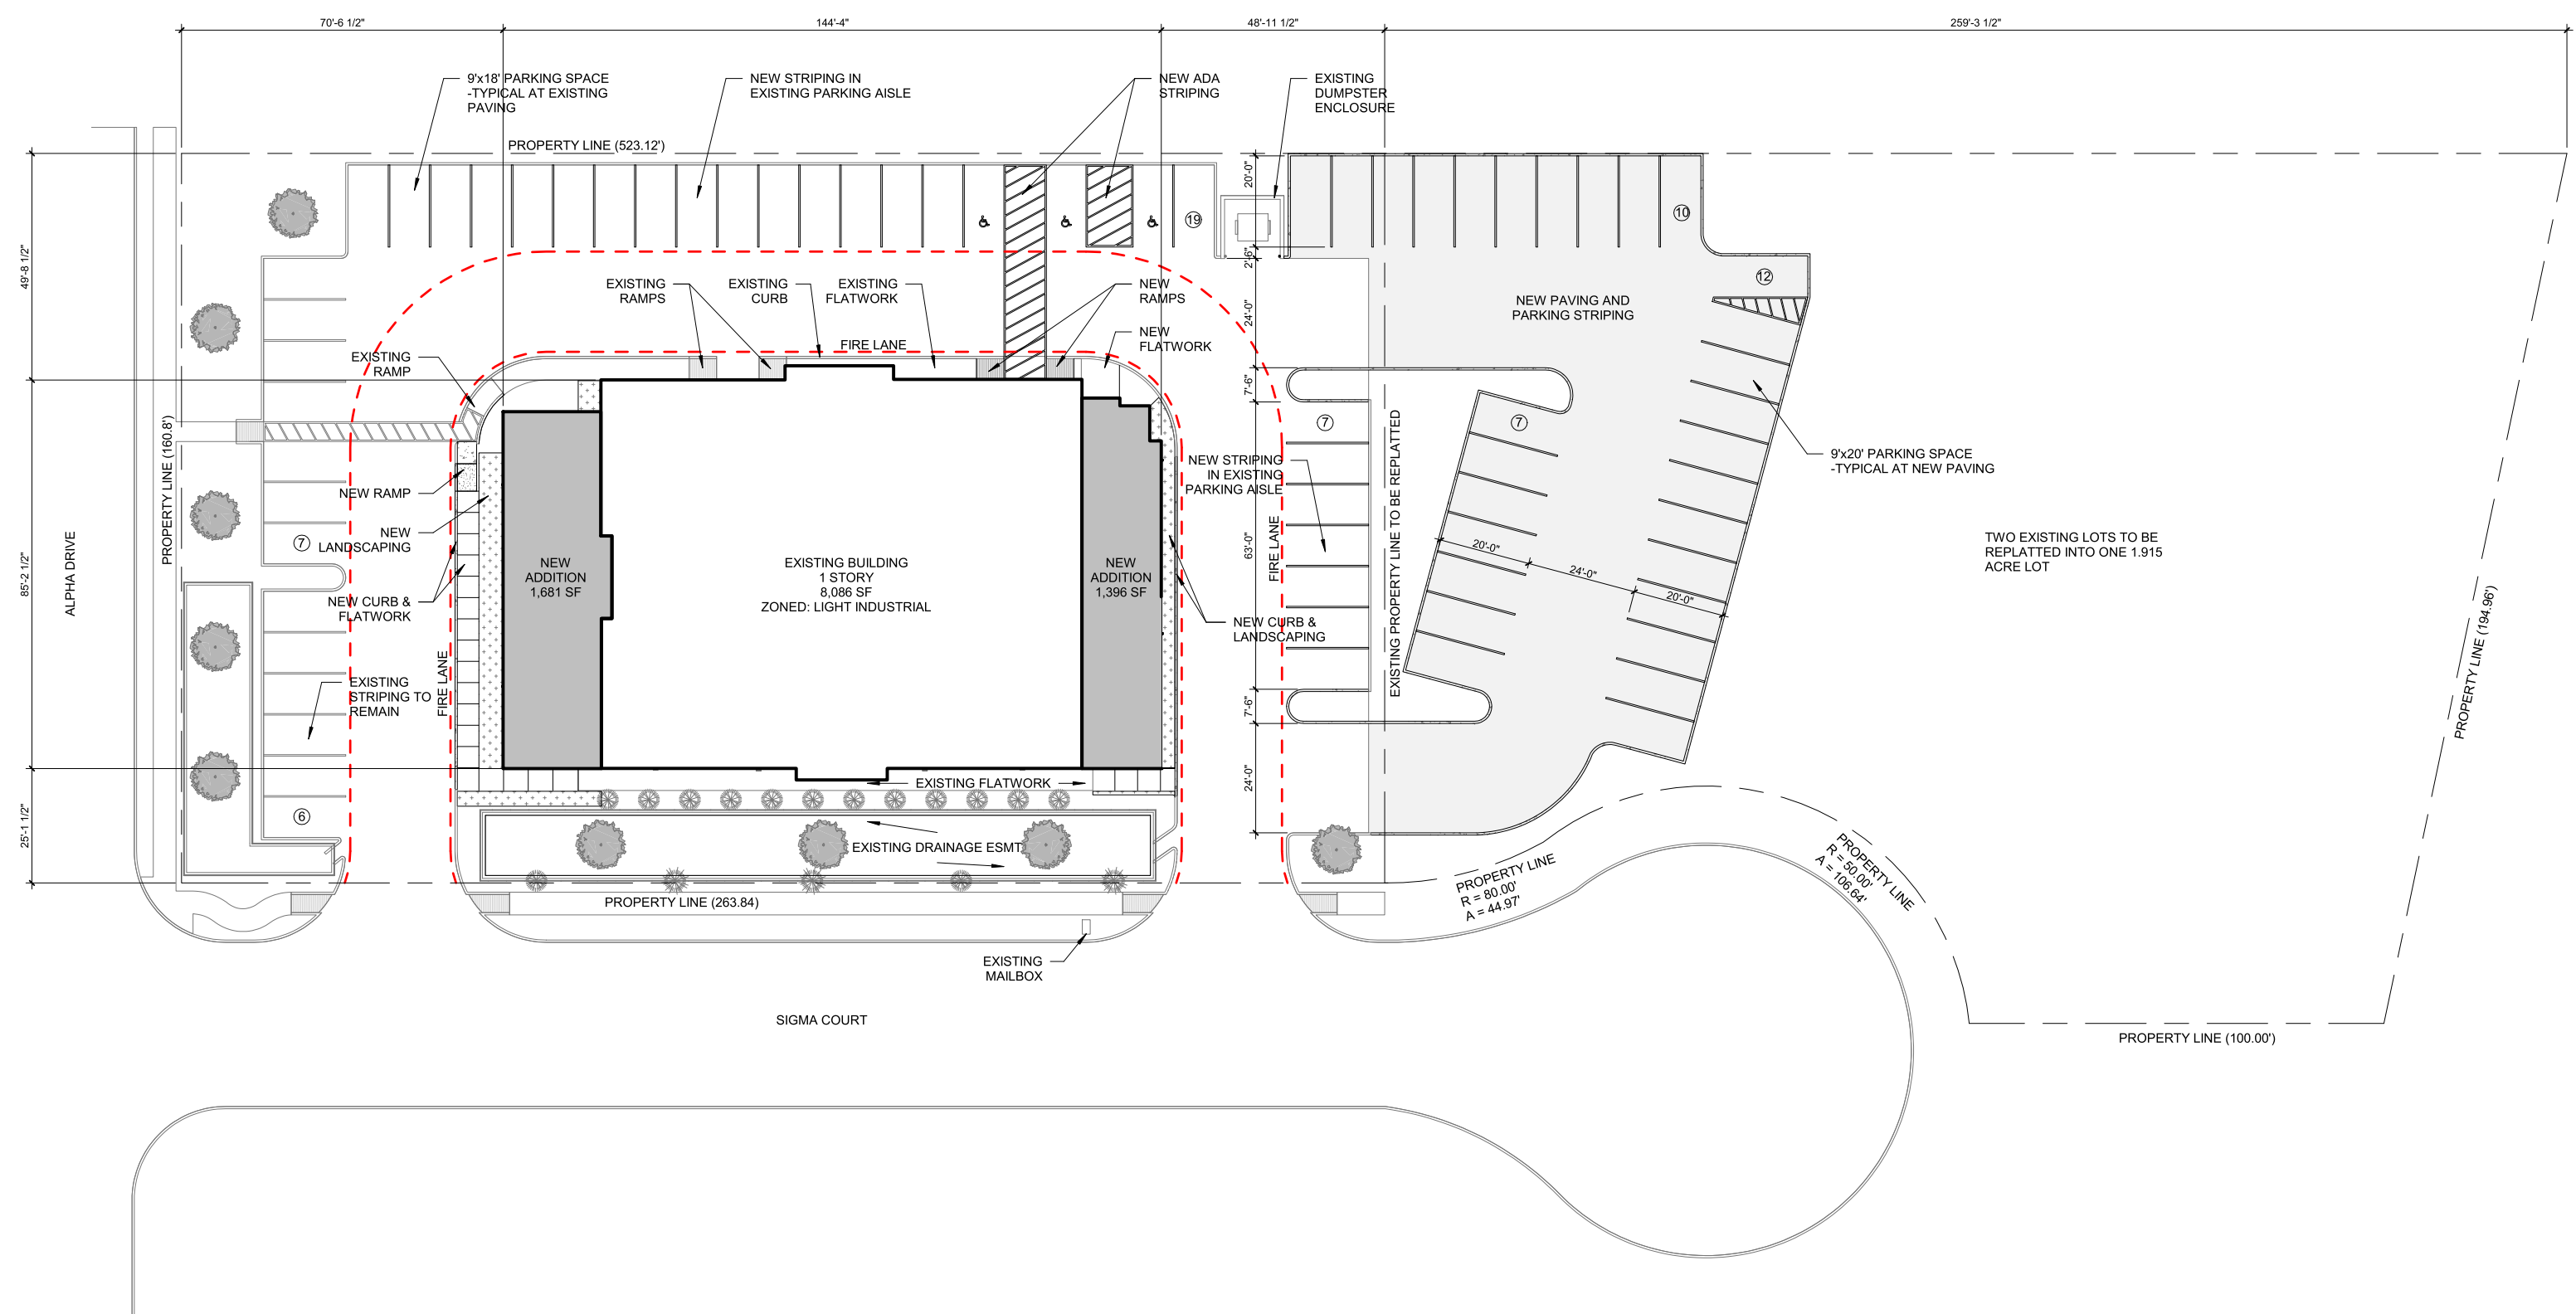 70'-6 1/2"
144'-4"
48'-11 1/2"
259'-3 1/2"
9'x18' PARKING SPACE
-TYPICAL AT EXISTING
PAVING
NEW STRIPING IN
EXISTING PARKING AISLE
NEW ADA
STRIPING
EXISTING
DUMPSTER
ENCLOSURE
PROPERTY LINE (523.12')
20'-0"
19
10
49'-8 1/2"
2'-6"
12
EXISTING
RAMPS
EXISTING
CURB
EXISTING
FLATWORK
NEW
RAMPS
24'-0"
NEW PAVING AND
PARKING STRIPING
FIRE LANE
NEW
FLATWORK
EXISTING
RAMP
7'-6"
7
7
PROPERTY LINE (160.8')
EXISTING PROPERTY LINE TO BE REPLATTED
9'x20' PARKING SPACE
-TYPICAL AT NEW PAVING
NEW STRIPING
IN EXISTING
PARKING AISLE
NEW RAMP
NEW
LANDSCAPING
7
ALPHA DRIVE
85'-2 1/2"
NEW
ADDITION
1,681 SF
EXISTING BUILDING
1 STORY
8,086 SF
ZONED: LIGHT INDUSTRIAL
NEW
ADDITION
1,396 SF
63'-0"
FIRE LANE
20'-0"
24'-0"
20'-0"
TWO EXISTING LOTS TO BE
REPLATTED INTO ONE 1.915
ACRE LOT
NEW CURB &
FLATWORK
NEW CURB &
LANDSCAPING
PROPERTY LINE (194.96')
EXISTING
STRIPING TO
REMAIN
FIRE LANE
7'-6"
24'-0"
EXISTING FLATWORK
6
25'-1 1/2"
EXISTING DRAINAGE ESMT
PROPERTY LINE
R = 80.00'
A = 44.97'
PROPERTY LINE
R = 50.00'
A = 106.64'
PROPERTY LINE (263.84)
EXISTING
MAILBOX
SIGMA COURT
PROPERTY LINE (100.00')